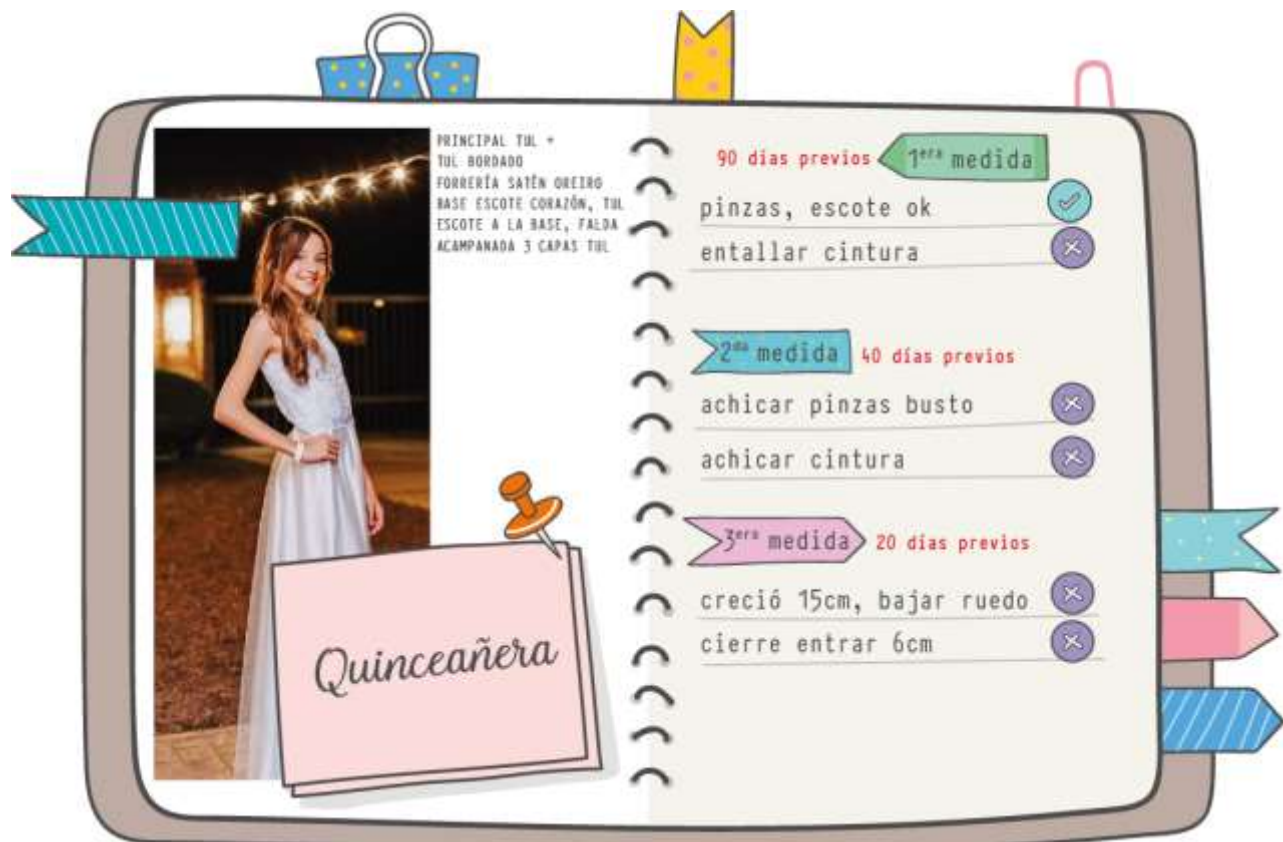 PRINCIPAL TUL +
TUL BORDADO
FORRERÍA SATÉN OREIRO
BASE ESCOTE CORAZÓN, TUL
ESCOTE A LA BASE, FALDA
ACAMPANADA 3 CAPAS TUL
Quinceañera
90 días previos 1era medida
pinzas, escote ok
entallar cintura
2da medida 40 días previos
achicar pinzas busto
achicar cintura
3era medida 20 días previos
creció 15cm, bajar ruedo
cierre entrar 6cm